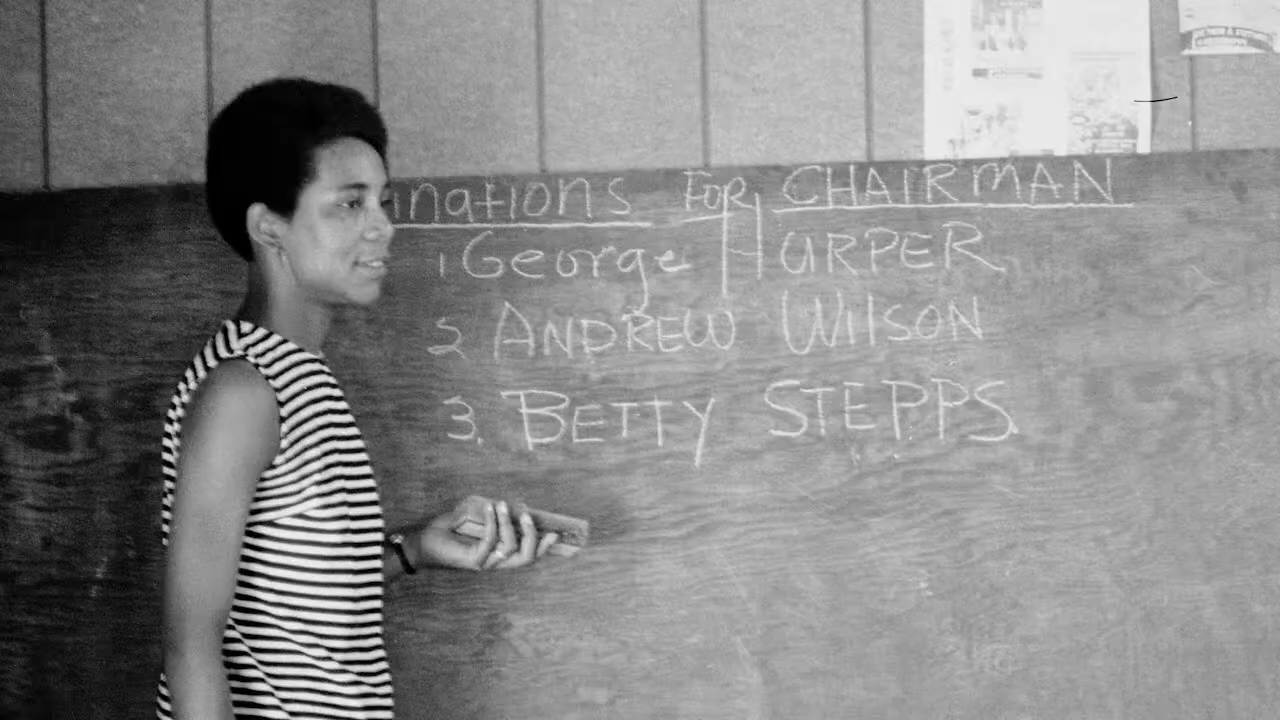 inations FOR CHAIRMAN
1 George HARPER
2 ANDREW WilSON
3. BETTY STEPPS